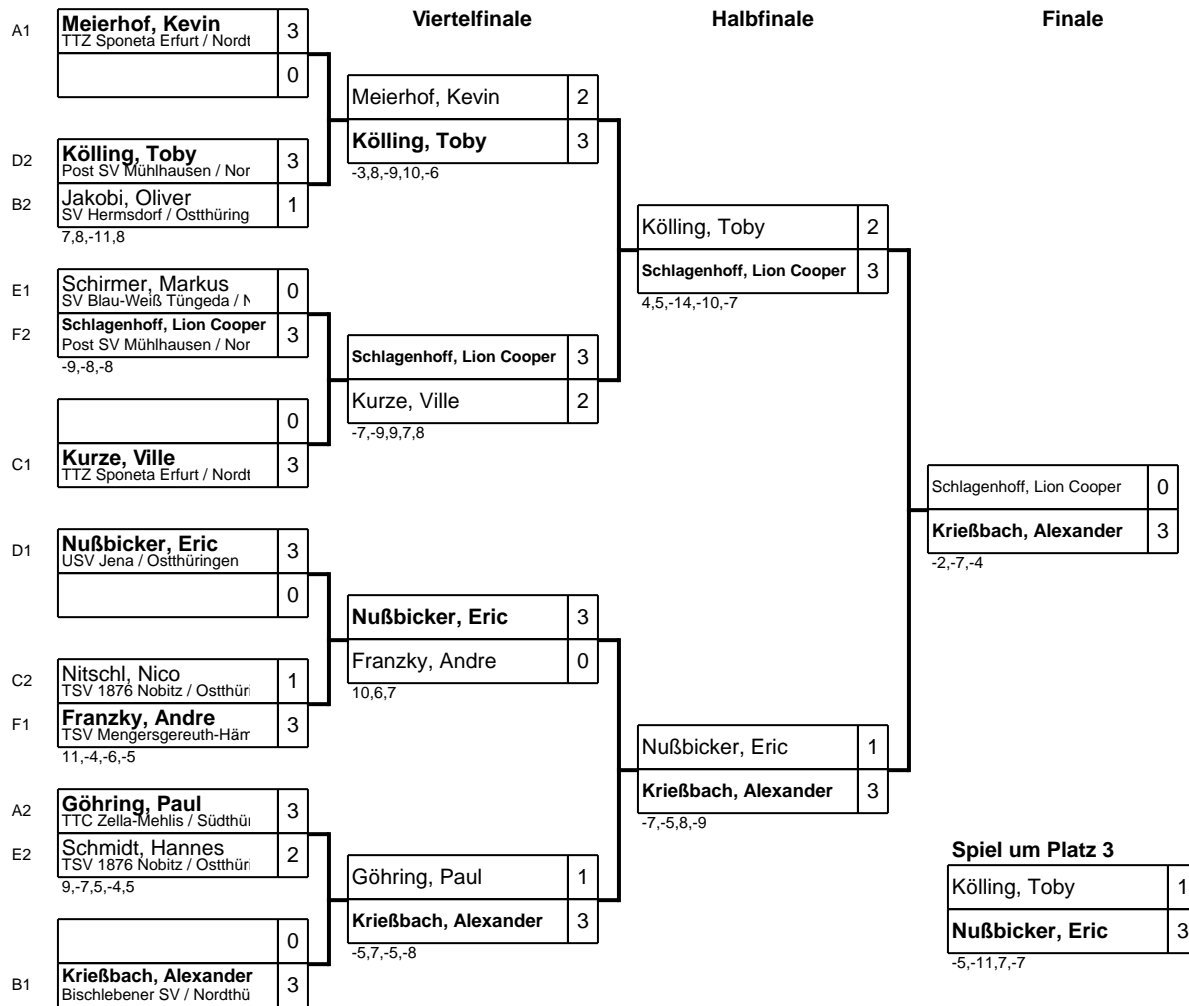 Viertelfinale
Halbfinale
Finale
A1
Meierhof, Kevin
TTZ Sponeta Erfurt / Nordt
3
0
D2
Kölling, Toby
Post SV Mühlhausen / Nor
3
B2
Jakobi, Oliver
SV Hermsdorf / Ostthüring
1
7,8,-11,8
E1
Schirmer, Markus
SV Blau-Weiß Tüngeda / N
0
F2
Schlagenhoff, Lion Cooper
Post SV Mühlhausen / Nor
3
-9,-8,-8
0
C1
Kurze, Ville
TTZ Sponeta Erfurt / Nordt
3
D1
Nußbicker, Eric
USV Jena / Ostthüringen
3
0
C2
Nitschl, Nico
TSV 1876 Nobitz / Ostthüri
1
F1
Franzky, Andre
TSV Mengersgereuth-Häm
3
11,-4,-6,-5
A2
Göhring, Paul
TTC Zella-Mehlis / Südthür
3
E2
Schmidt, Hannes
TSV 1876 Nobitz / Ostthüri
2
9,-7,5,-4,5
0
B1
Krießbach, Alexander
Bischlebener SV / Nordthü
3
Meierhof, Kevin
2
Kölling, Toby
3
-3,8,-9,10,-6
Schlagenhoff, Lion Cooper
3
Kurze, Ville
2
-7,-9,9,7,8
Nußbicker, Eric
3
Franzky, Andre
0
10,6,7
Göhring, Paul
1
Krießbach, Alexander
3
-5,7,-5,-8
Kölling, Toby
2
Schlagenhoff, Lion Cooper
3
4,5,-14,-10,-7
Nußbicker, Eric
1
Krießbach, Alexander
3
-7,-5,8,-9
Schlagenhoff, Lion Cooper
0
Krießbach, Alexander
3
-2,-7,-4
Spiel um Platz 3
Kölling, Toby
1
Nußbicker, Eric
3
-5,-11,7,-7